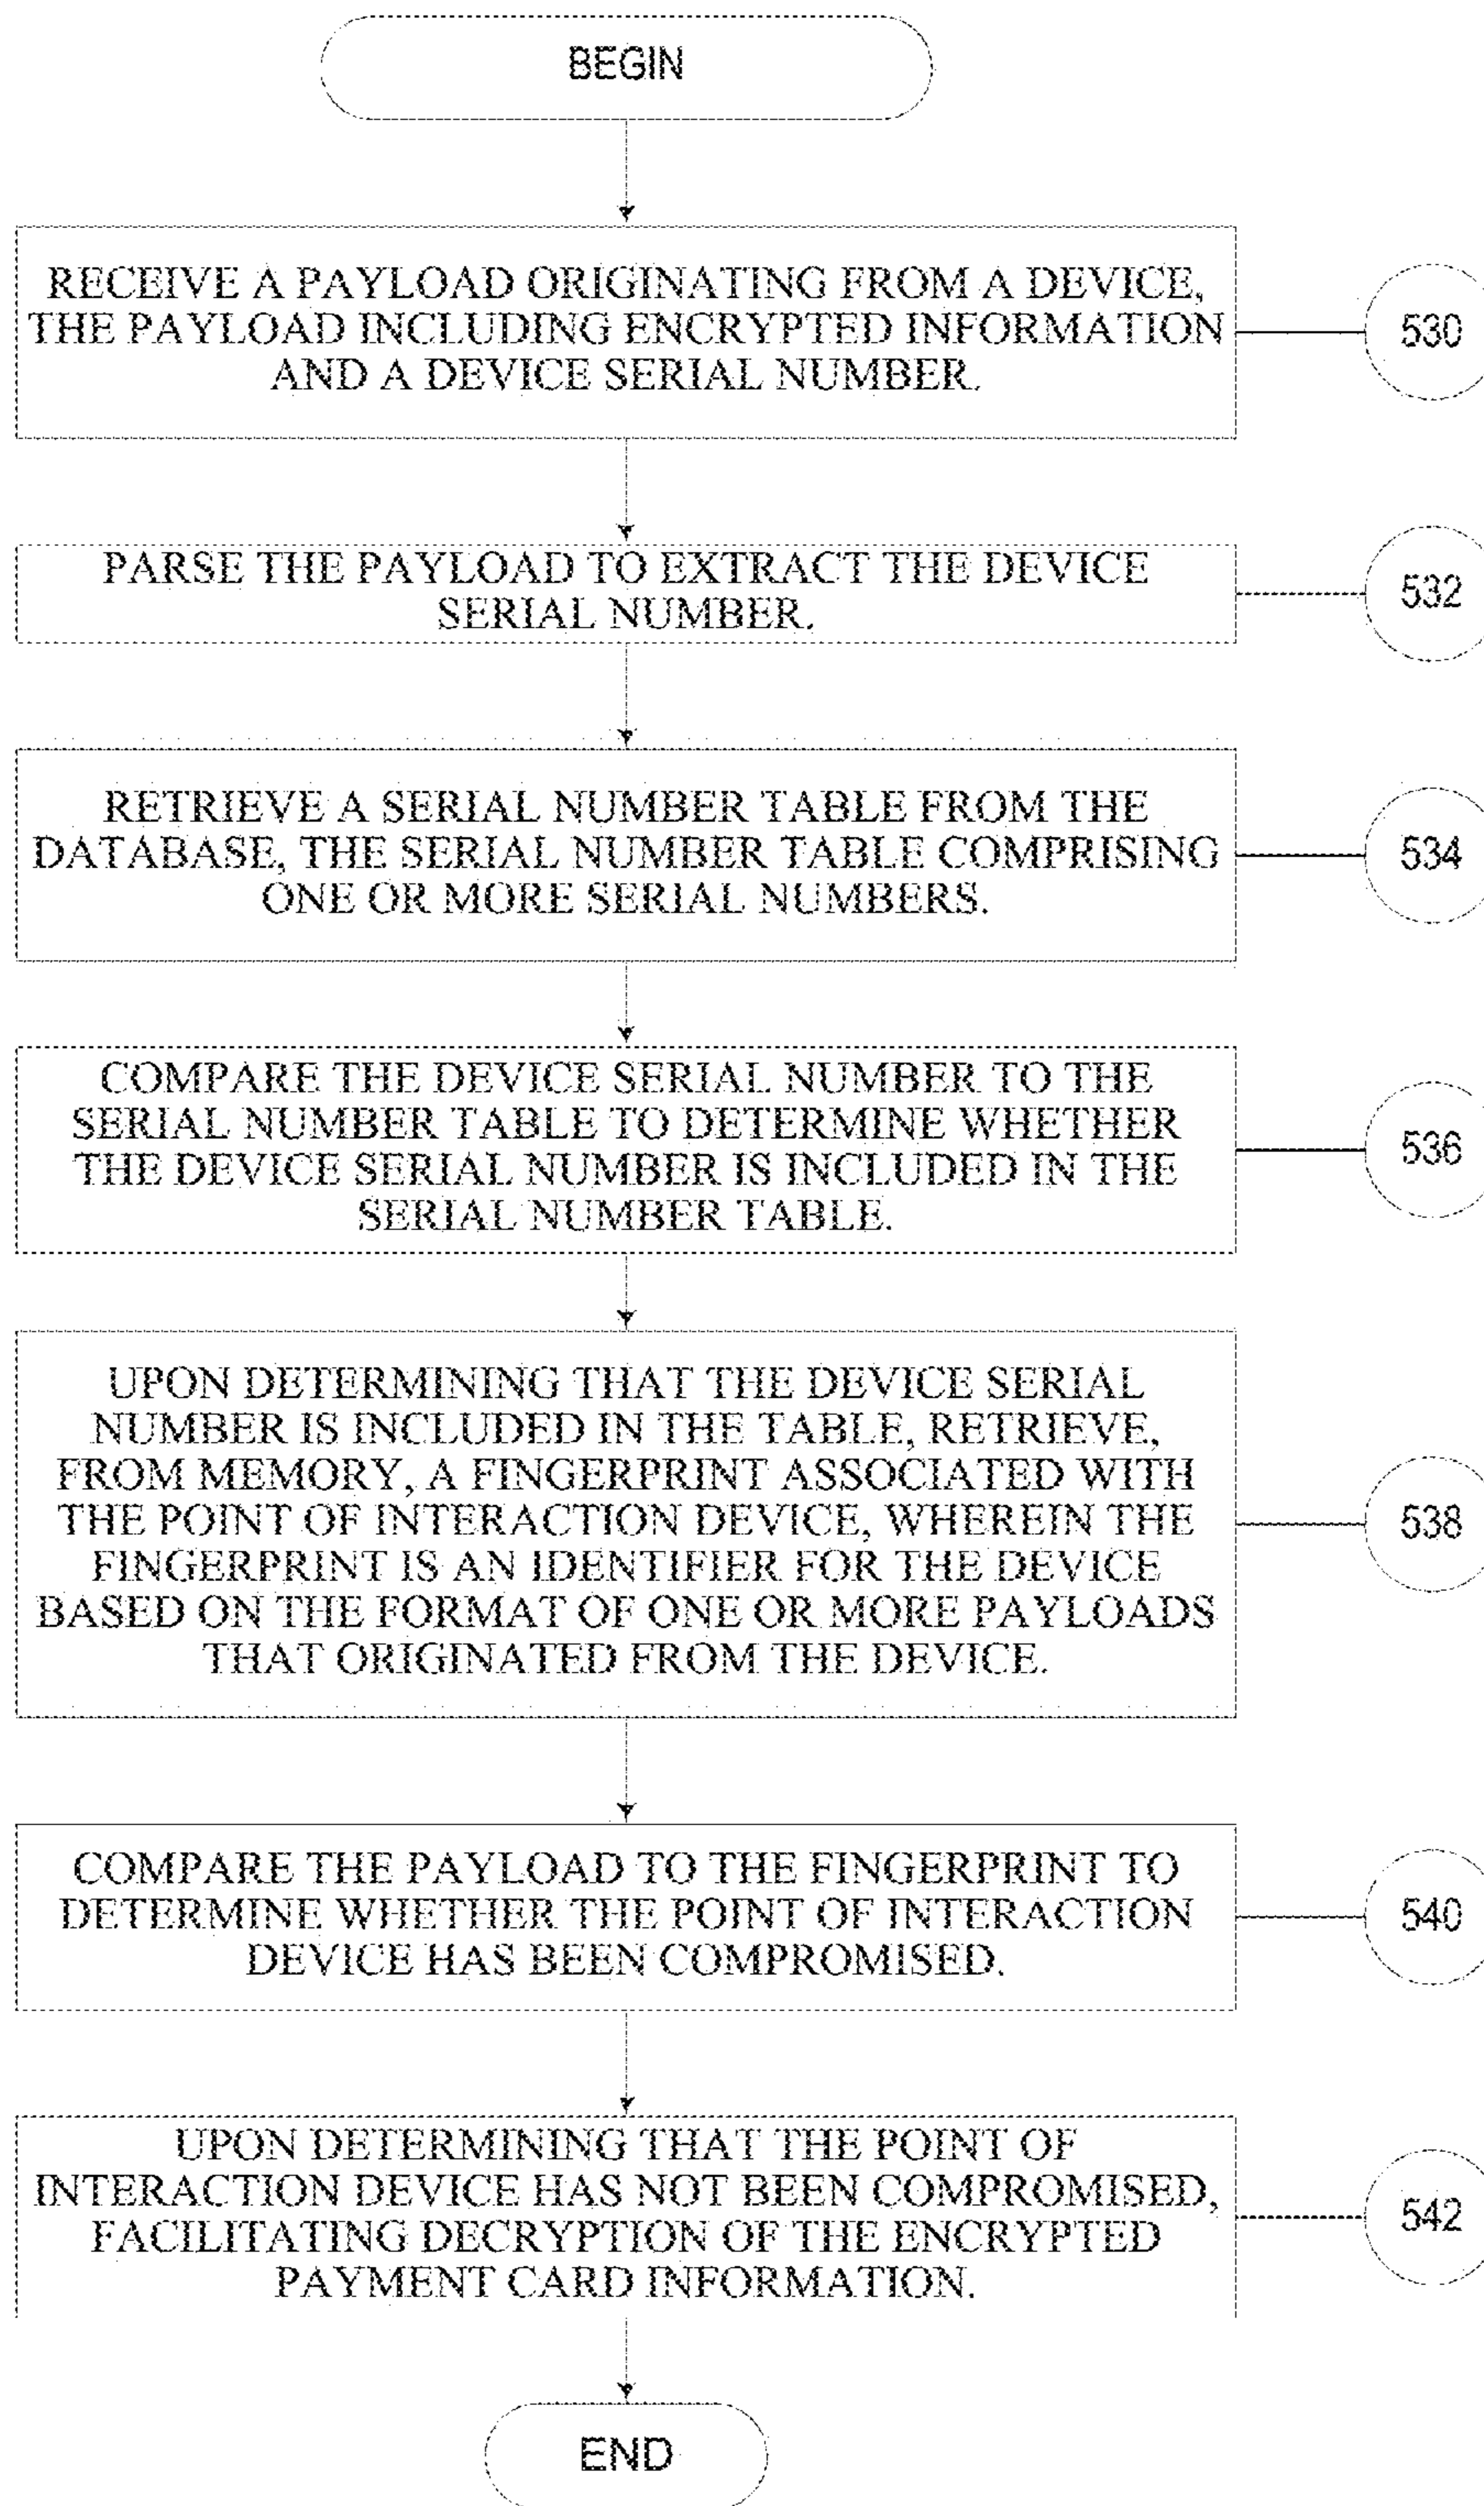 BEGIN
RECEIVE A PAYLOAD ORIGINATING FROM A DEVICE,
THE PAYLOAD INCLUDING ENCRYPTED INFORMATION
AND A DEVICE SERIAL NUMBER.
530
PARSE THE PAYLOAD TO EXTRACT THE DEVICE
SERIAL NUMBER.
532
RETRIEVE A SERIAL NUMBER TABLE FROM THE
DATABASE, THE SERIAL NUMBER TABLE COMPRISING
ONE OR MORE SERIAL NUMBERS.
534
COMPARE THE DEVICE SERIAL NUMBER TO THE
SERIAL NUMBER TABLE TO DETERMINE WHETHER
THE DEVICE SERIAL NUMBER IS INCLUDED IN THE
SERIAL NUMBER TABLE.
536
UPON DETERMINING THAT THE DEVICE SERIAL
NUMBER IS INCLUDED IN THE TABLE, RETRIEVE,
FROM MEMORY, A FINGERPRINT ASSOCIATED WITH
THE POINT OF INTERACTION DEVICE, WHEREIN THE
FINGERPRINT IS AN IDENTIFIER FOR THE DEVICE
BASED ON THE FORMAT OF ONE OR MORE PAYLOADS
THAT ORIGINATED FROM THE DEVICE.
538
COMPARE THE PAYLOAD TO THE FINGERPRINT TO
DETERMINE WHETHER THE POINT OF INTERACTION
DEVICE HAS BEEN COMPROMISED.
540
UPON DETERMINING THAT THE POINT OF
INTERACTION DEVICE HAS NOT BEEN COMPROMISED,
FACILITATING DECRYPTION OF THE ENCRYPTED
PAYMENT CARD INFORMATION.
542
END